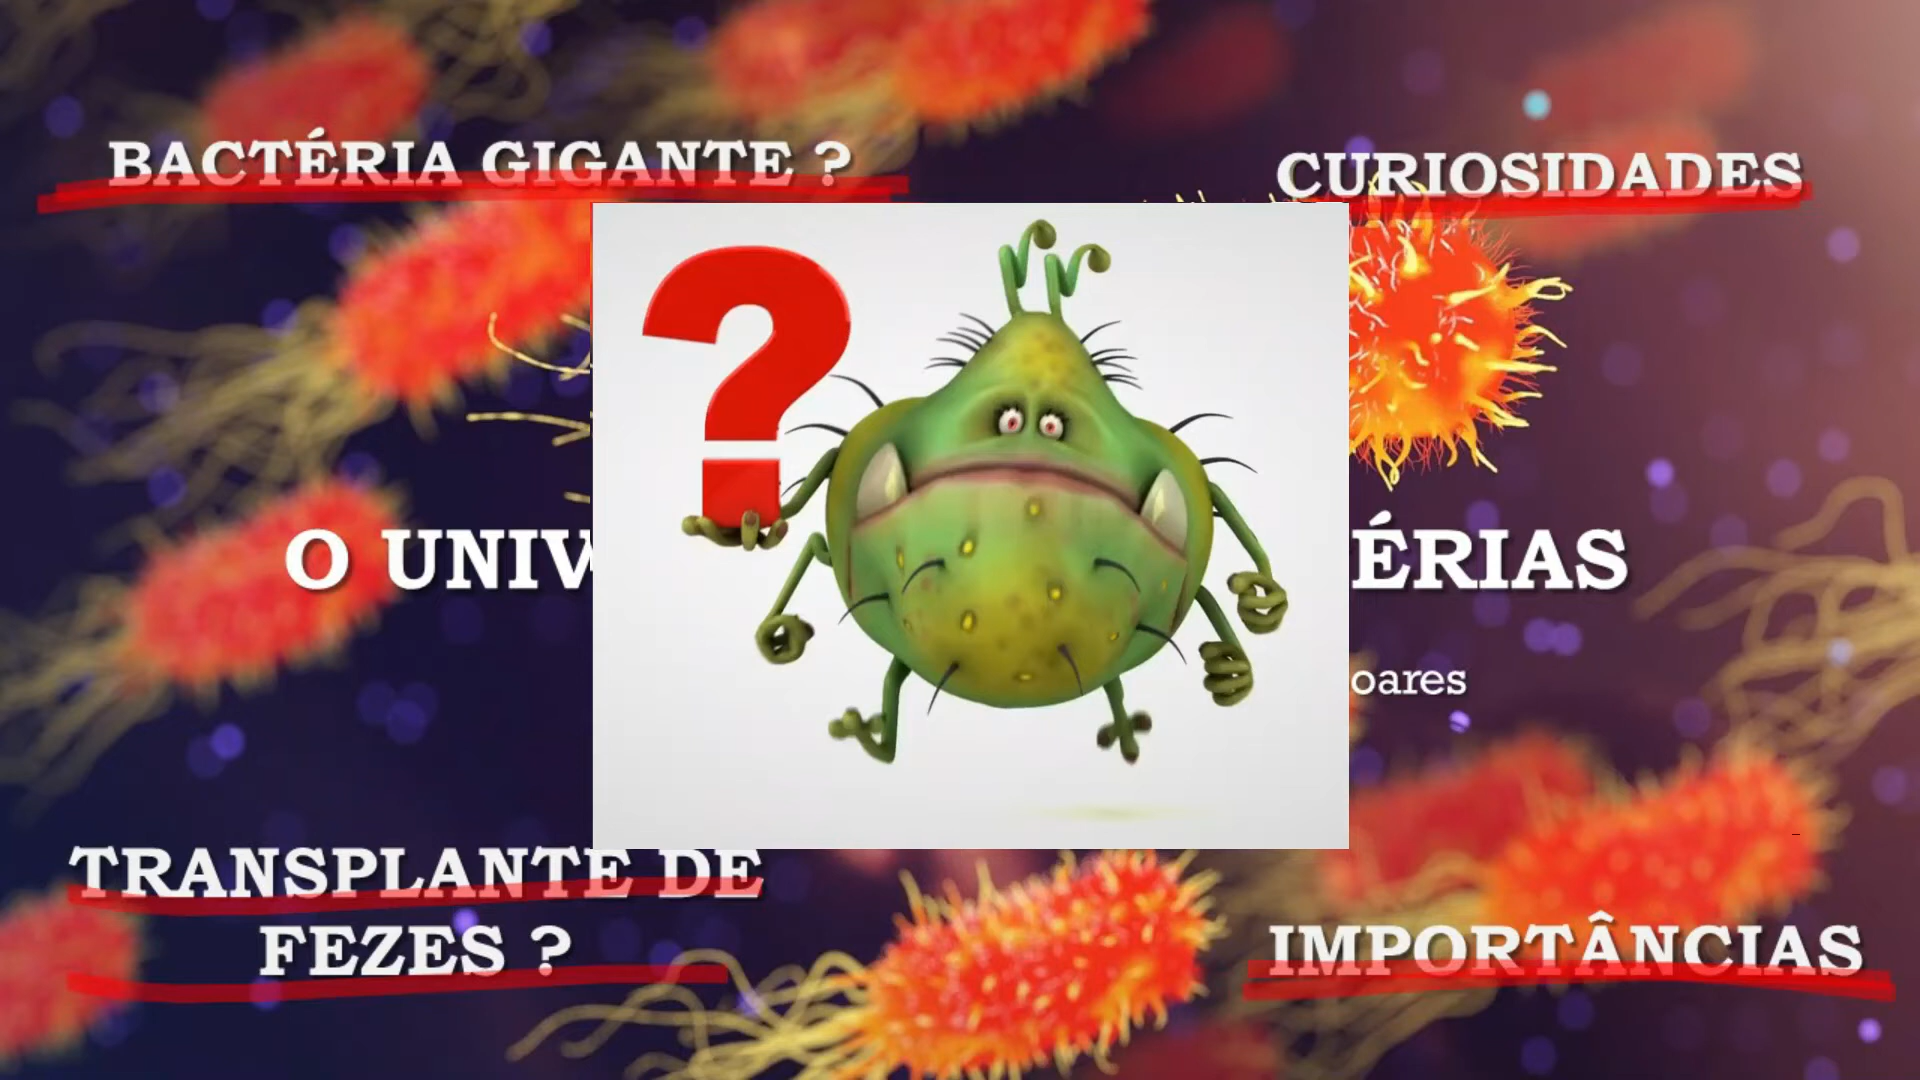 BACTÉRIA GIGANTE ?
CURIOSIDADES
?
O UNIV
ÉRIAS
oares
TRANSPLANTE DE
FEZES ?
IMPORTÂNCIAS